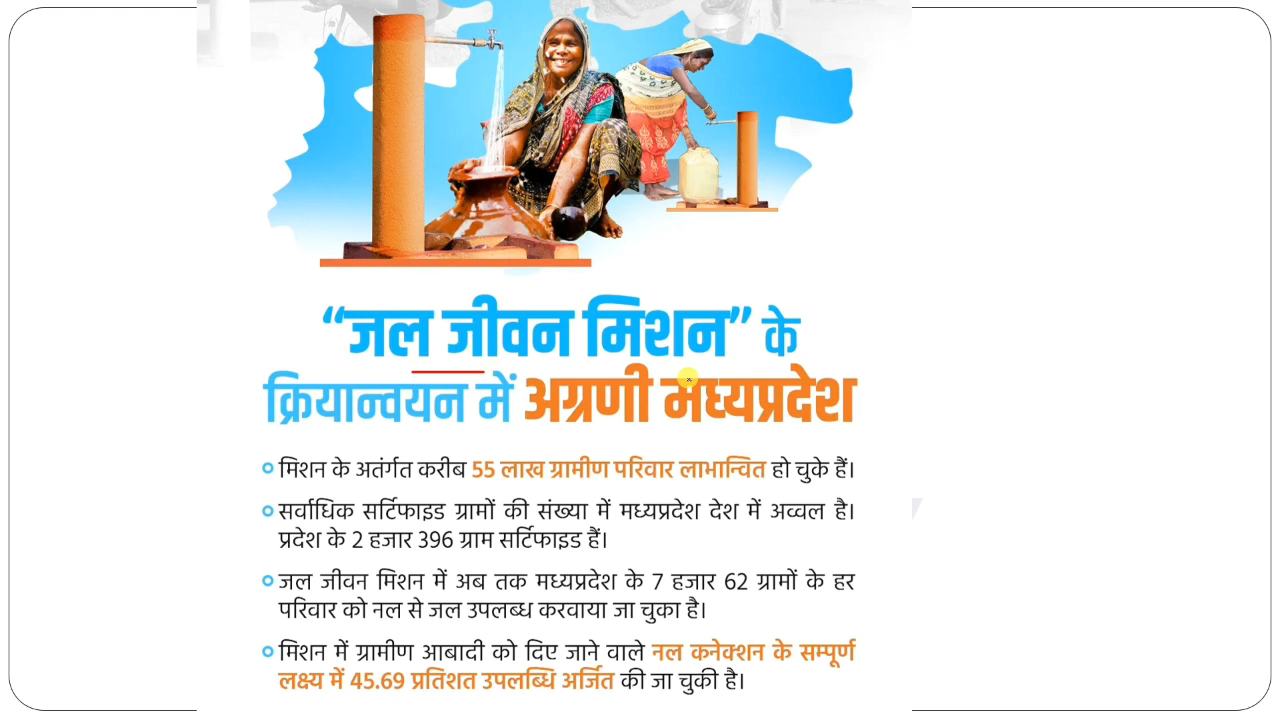 “जल जीवन मिशन” के
क्रियान्वयन में अग्रणी मध्यप्रदेश
मिशन के अतंर्गत करीब 55 लाख ग्रामीण परिवार लाभान्वित हो चुके हैं।
सर्वाधिक सर्टिफाइड ग्रामों की संख्या में मध्यप्रदेश देश में अव्वल है।
प्रदेश के 2 हजार 396 ग्राम सर्टिफाइड हैं।
जल जीवन मिशन में अब तक मध्यप्रदेश के 7 हजार 62 ग्रामों के हर
परिवार को नल से जल उपलब्ध करवाया जा चुका है।
मिशन में ग्रामीण आबादी को दिए जाने वाले नल कनेक्शन के सम्पूर्ण
लक्ष्य में 45.69 प्रतिशत उपलब्धि अर्जित की जा चुकी है।